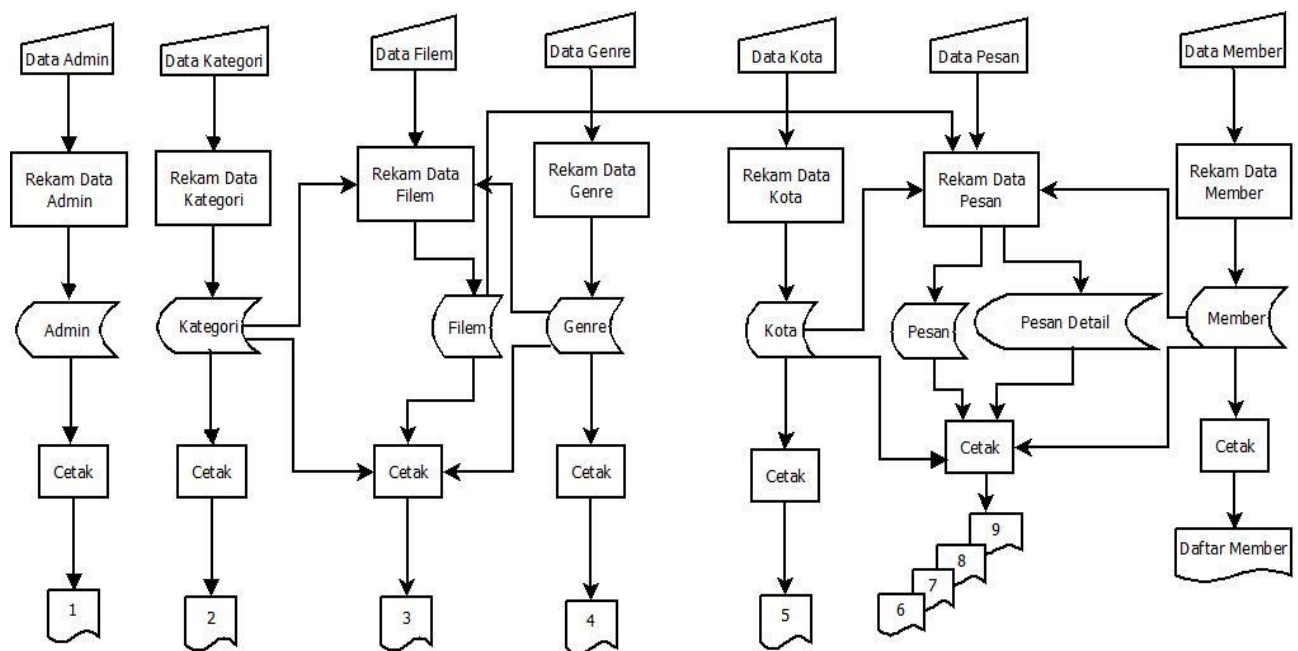 Data Admin
Data Kategori
Data Filem
Data Genre
Data Kota
Data Pesan
Data Member
Rekam Data
Admin
Rekam Data
Kategori
Rekam Data
Filem
Rekam Data
Genre
Rekam Data
Kota
Rekam Data
Pesan
Rekam Data
Member
Admin
Kategori
Filem
Genre
Kota
Pesan
Pesan Detail
Member
Cetak
Cetak
Cetak
Cetak
Cetak
Cetak
Cetak
1
2
3
4
5
6
7
8
9
Daftar Member